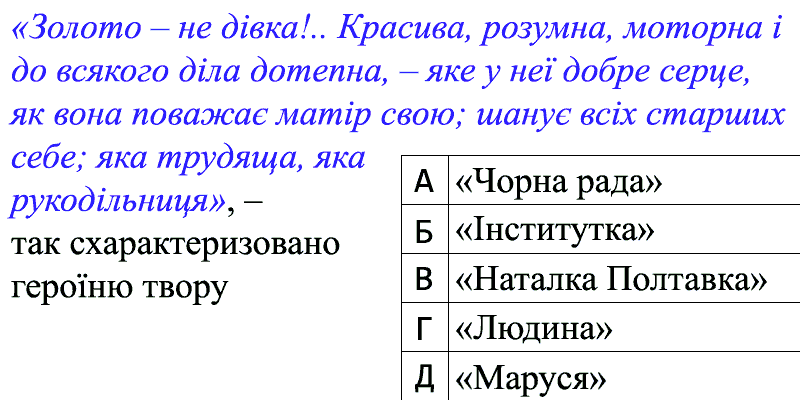 «Золото – не дівка!.. Красива, розумна, моторна і
до всякого діла дотепна, – яке у неї добре серце,
як вона поважає матір свою; шанує всіх старших
себе; яка трудяща, яка
рукодільниця», –
так схарактеризовано
героїню твору
А «Чорна рада»
Б «Інститутка»
В «Наталка Полтавка»
Г «Людина»
Д «Маруся»